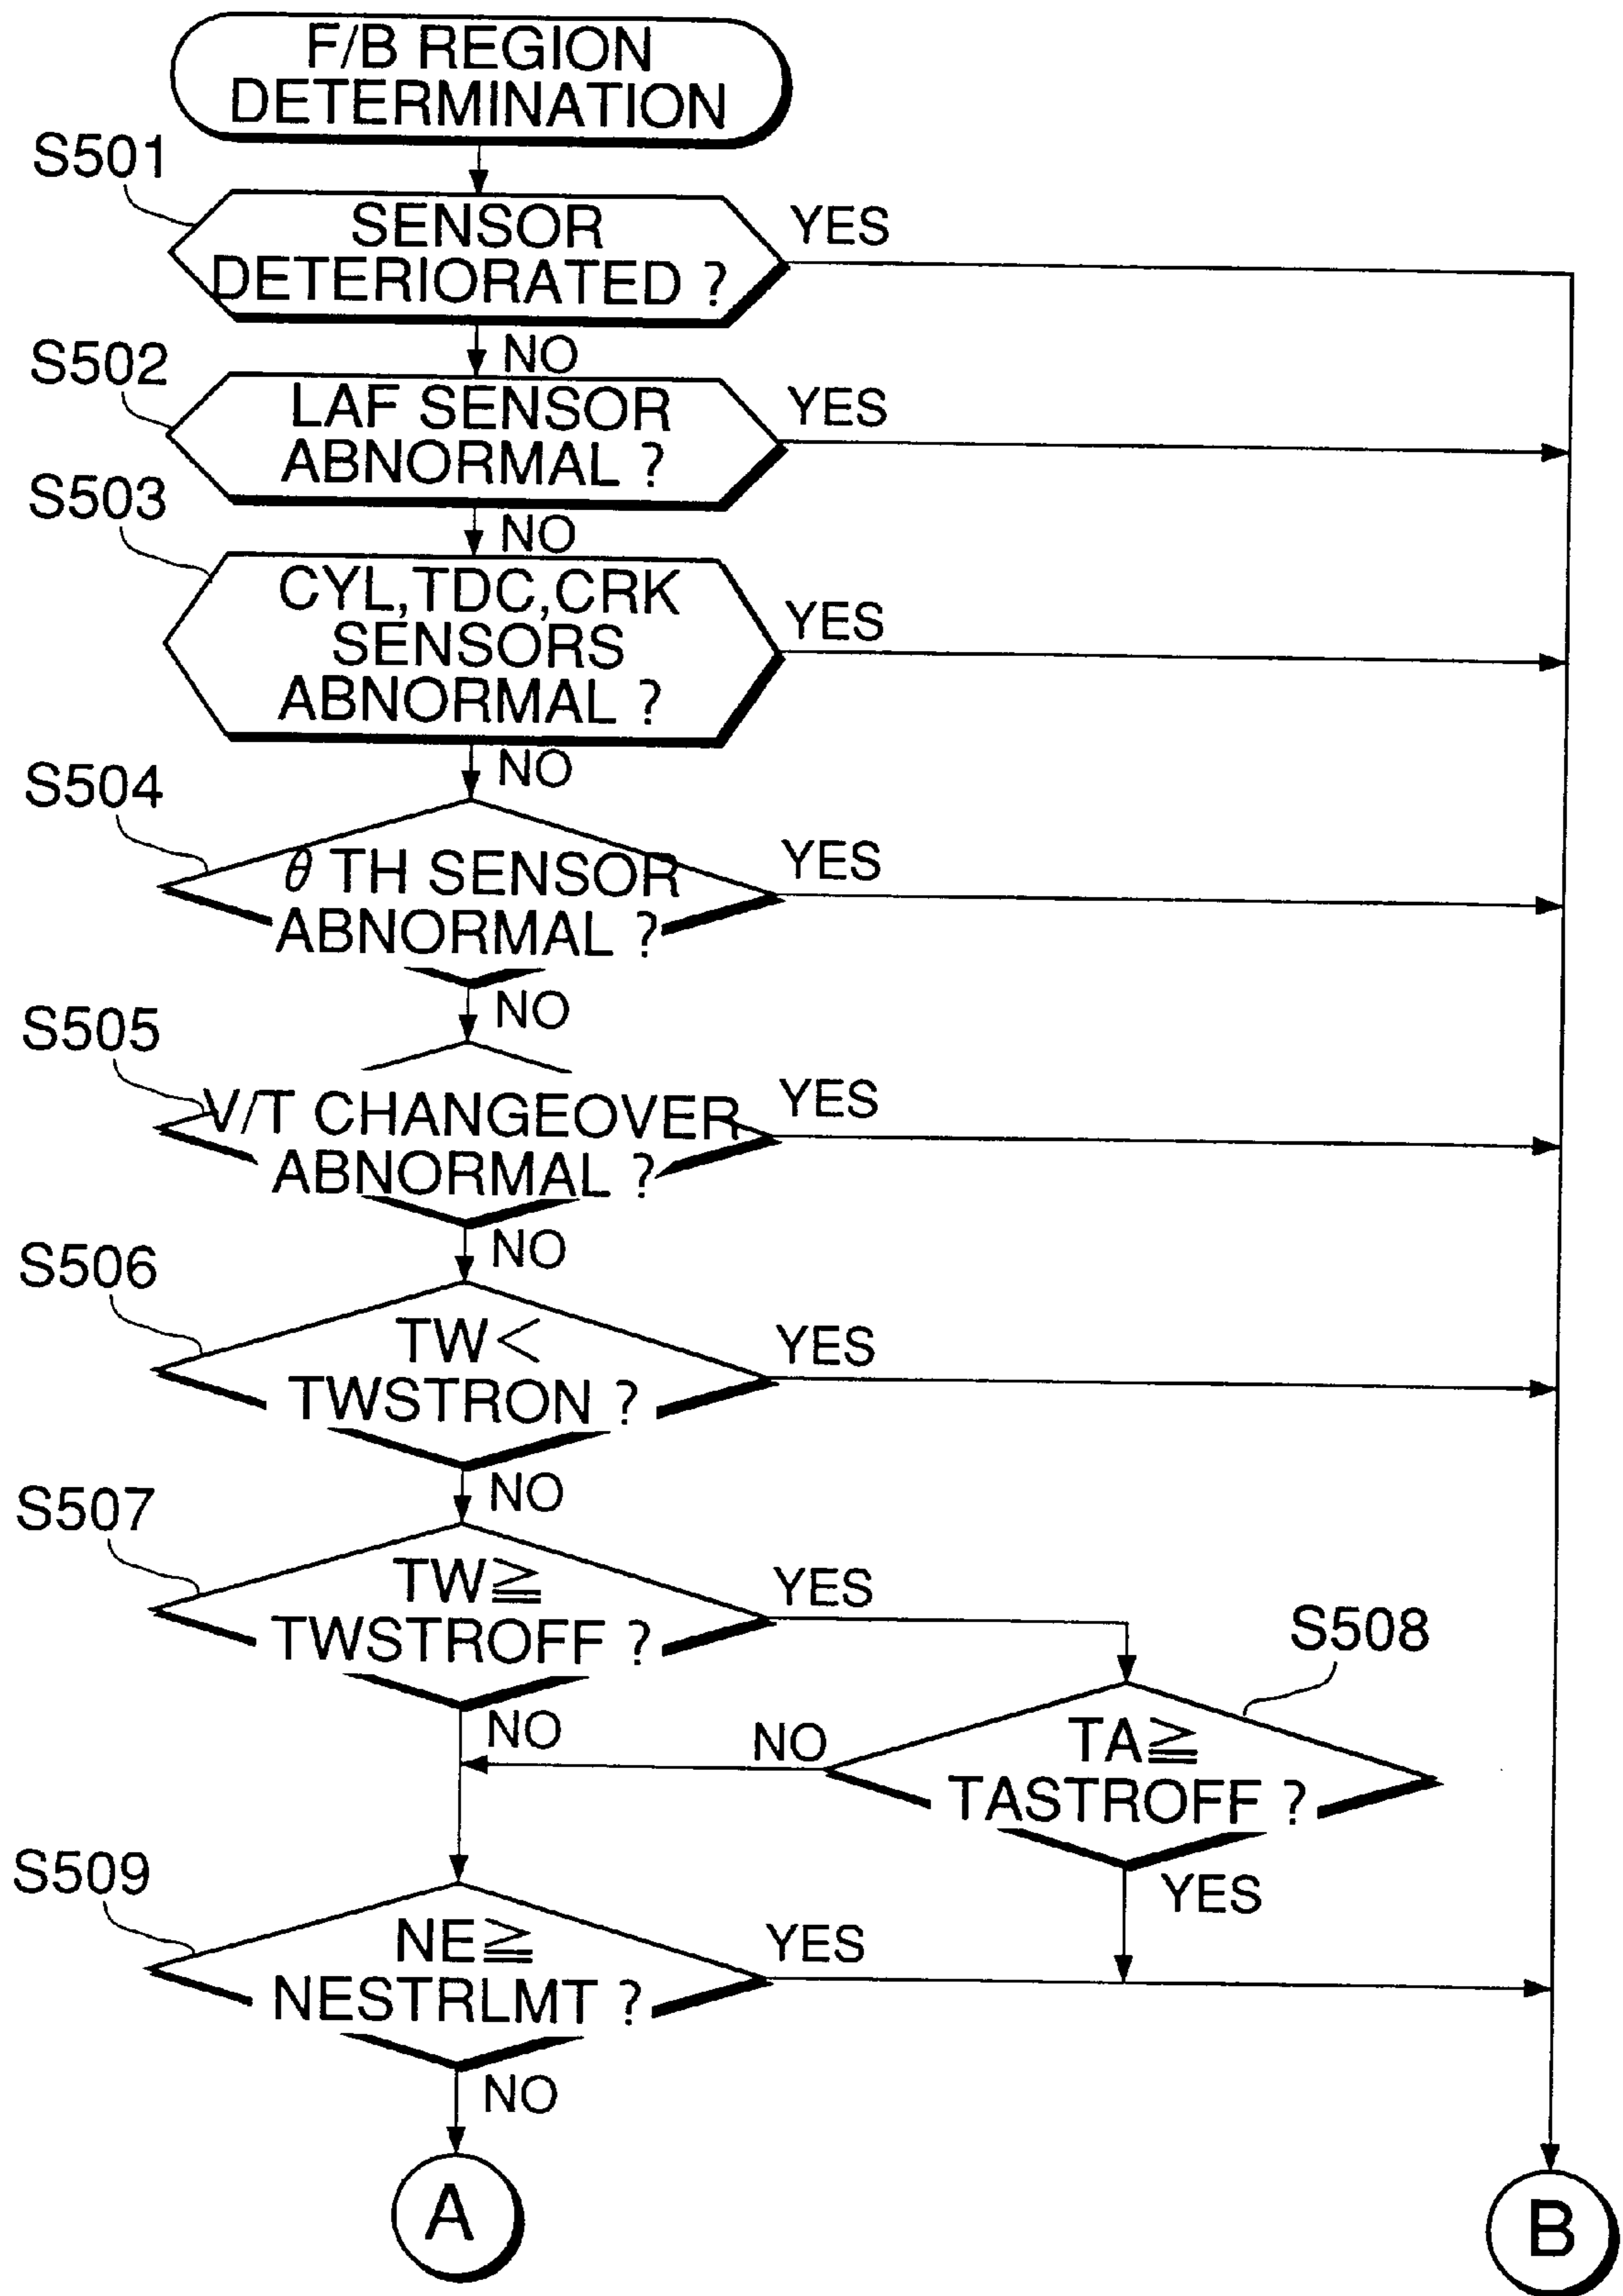 F/B REGION
DETERMINATION
S501
SENSOR
DETERIORATED ?
YES
NO
S502
LAF SENSOR
ABNORMAL ?
YES
NO
S503
CYL,TDC,CRK
SENSORS
ABNORMAL ?
YES
NO
S504
θ TH SENSOR
ABNORMAL ?
YES
NO
S505
V/T CHANGEOVER
ABNORMAL ?
YES
NO
S506
TW<
TWSTRON ?
YES
NO
S507
TW≧
TWSTROFF ?
YES
NO
S508
TA≧
TASTROFF ?
NO
YES
S509
NE≧
NESTRLMT ?
YES
NO
A
B